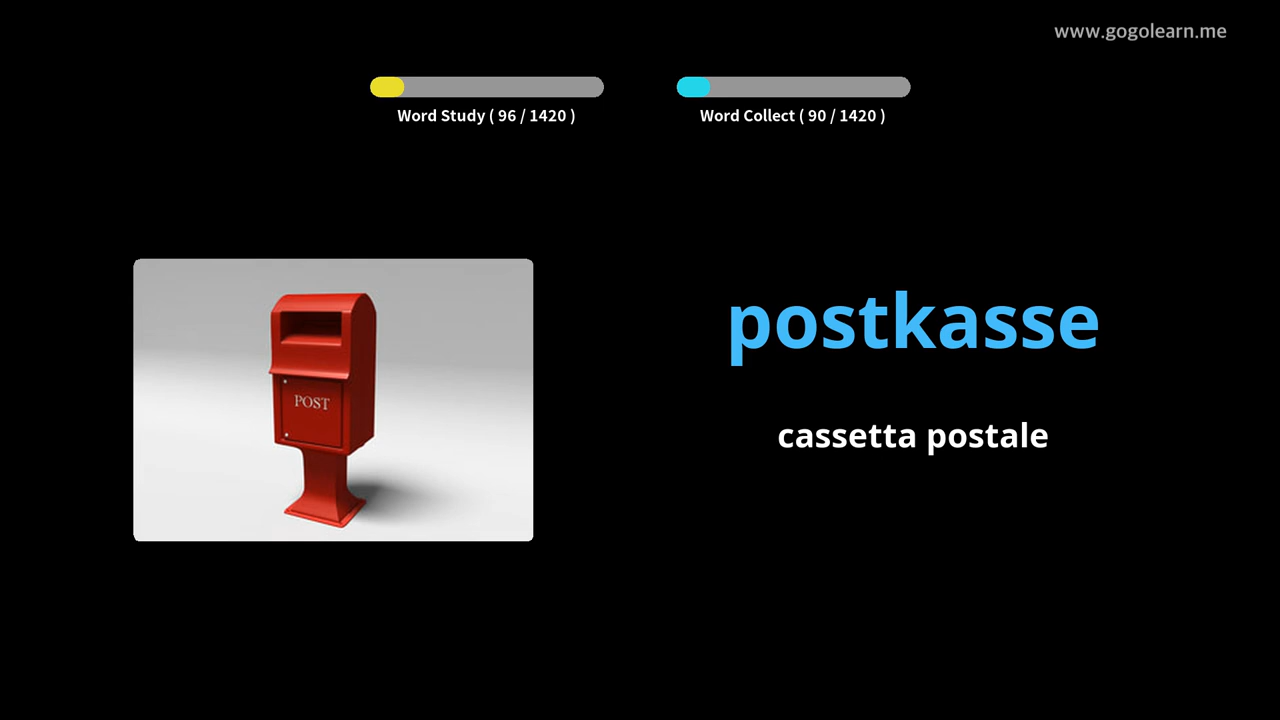 www.gogolearn.me
Word Study ( 96 / 1420 )
Word Collect ( 90 / 1420 )
POST
postkasse
cassetta postale